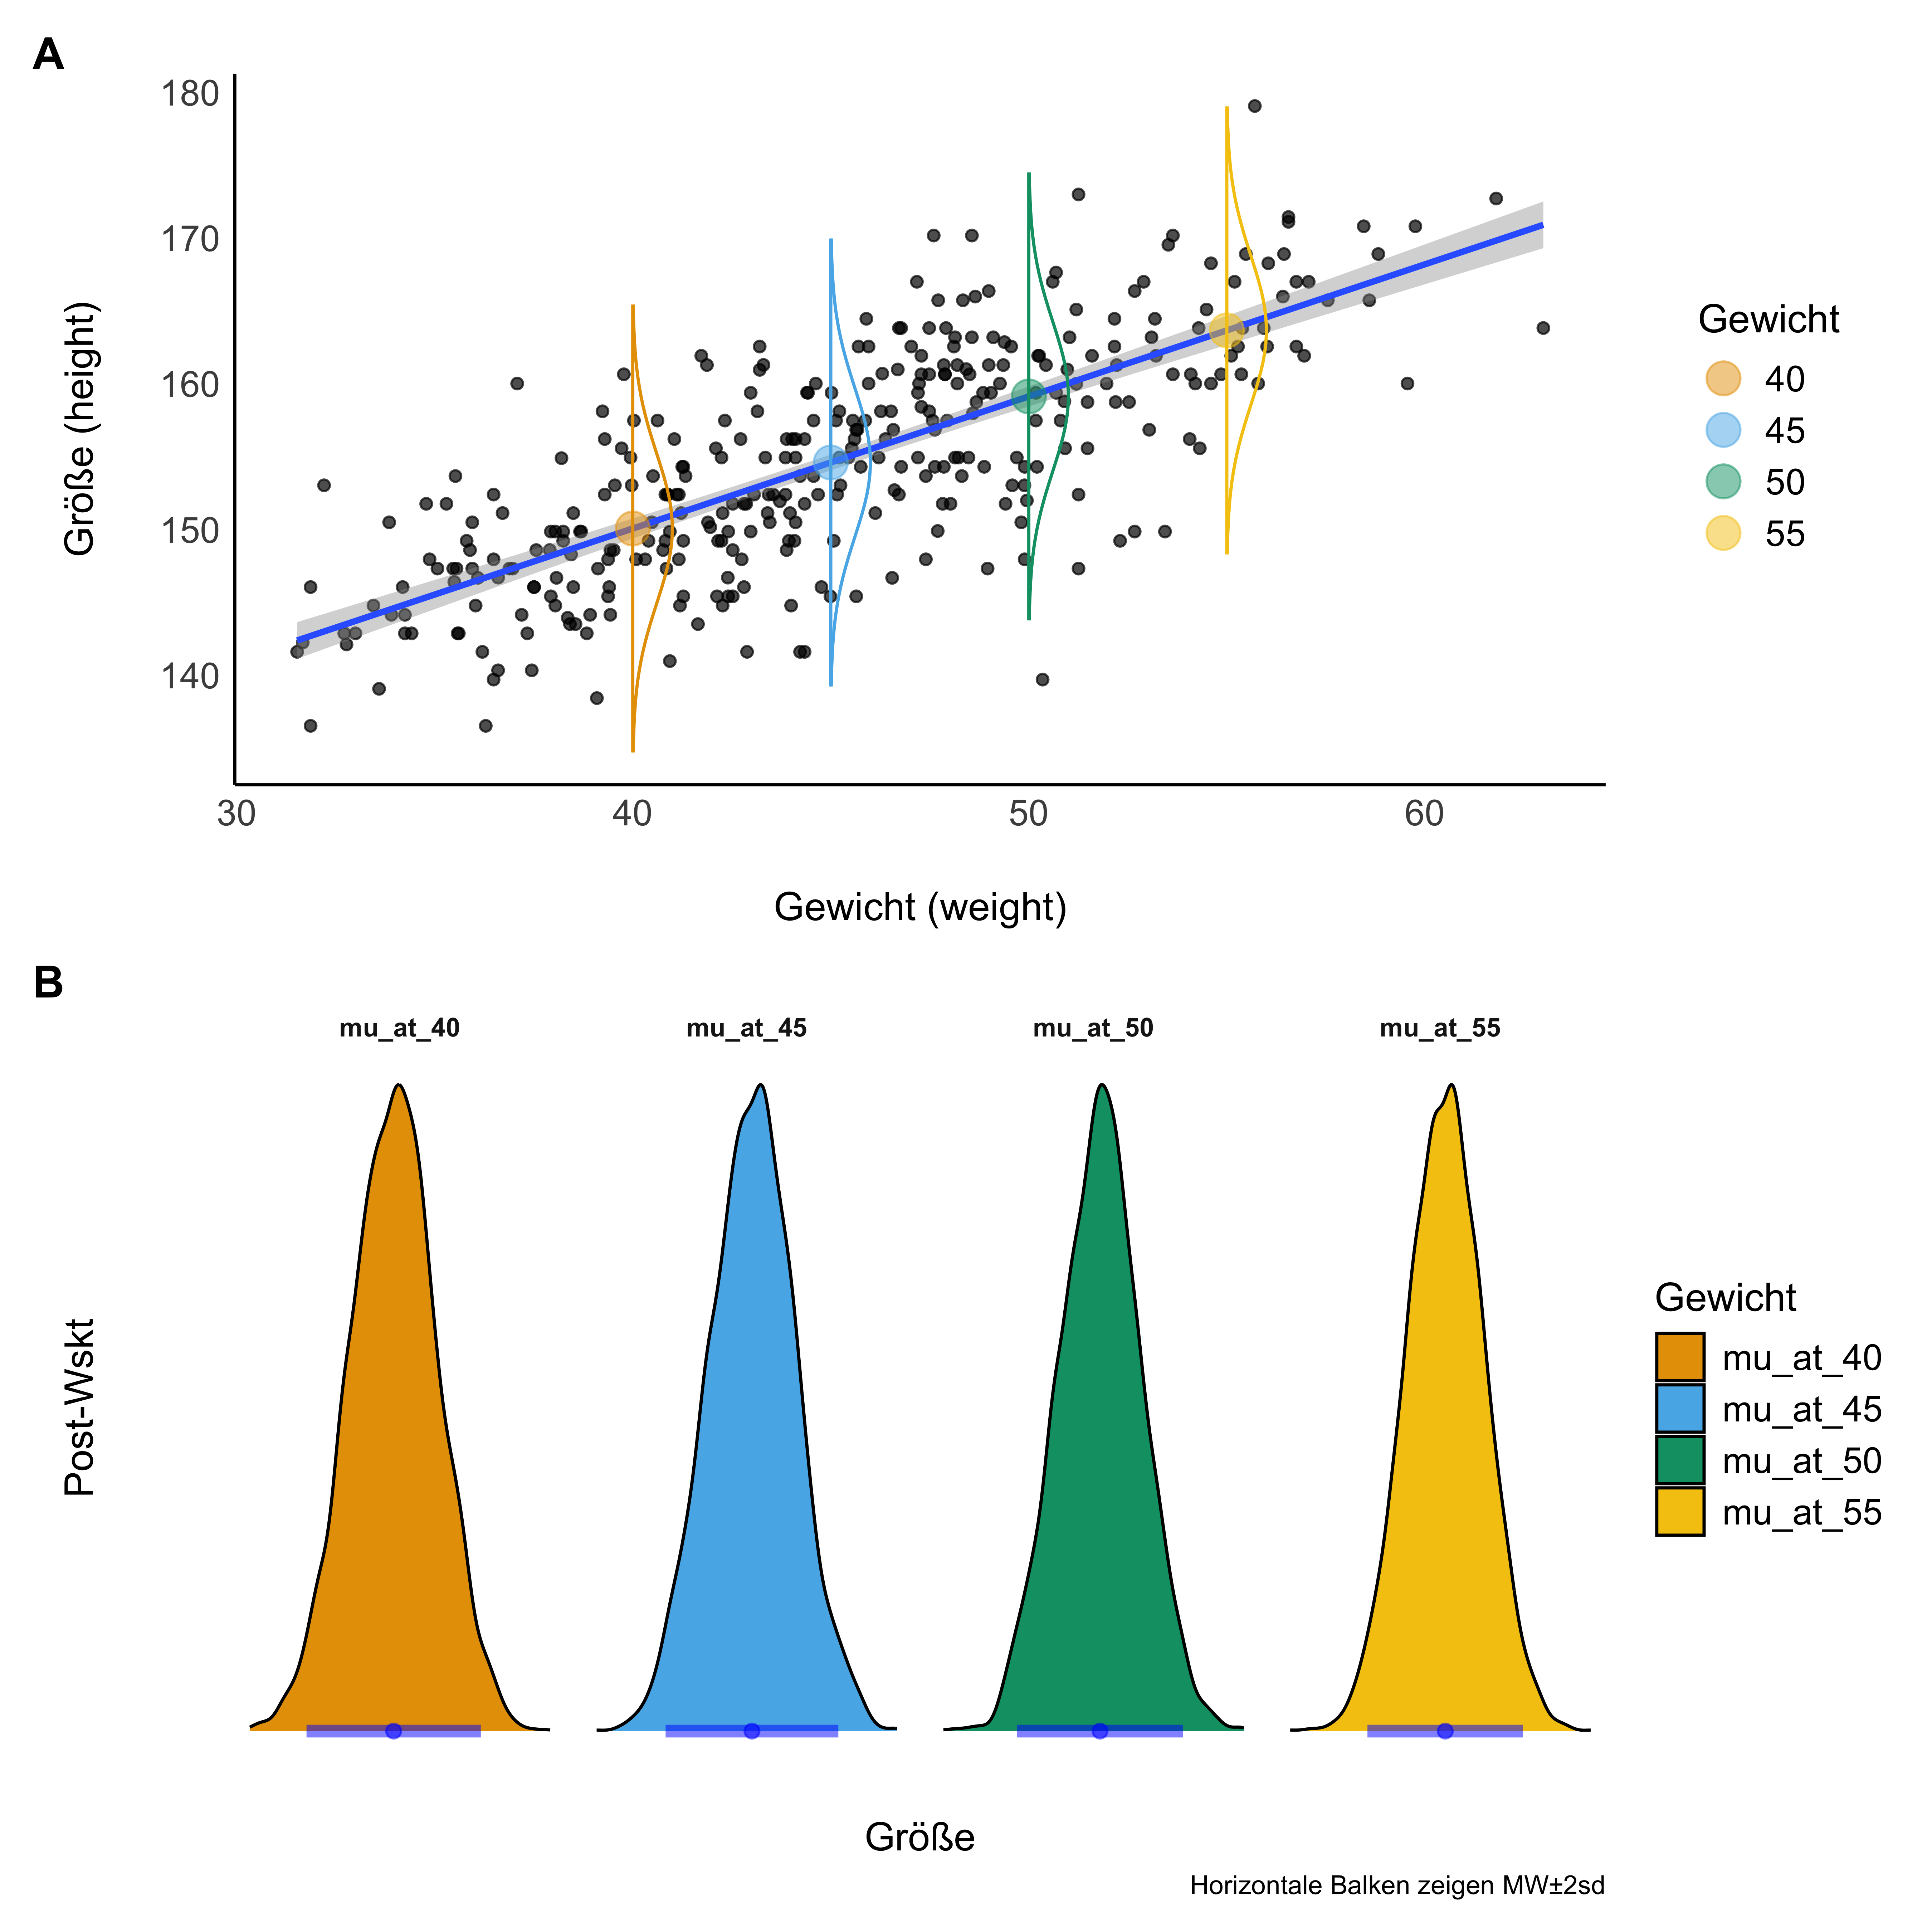 A
180
170
160
150
140
Größe (height)
30 40 50 60
Gewicht (weight)
Gewicht
40
45
50
55
B
mu_at_40 mu_at_45 mu_at_50 mu_at_55
Post-Wskt
Größe
Gewicht
mu_at_40
mu_at_45
mu_at_50
mu_at_55
Horizontale Balken zeigen MW±2sd